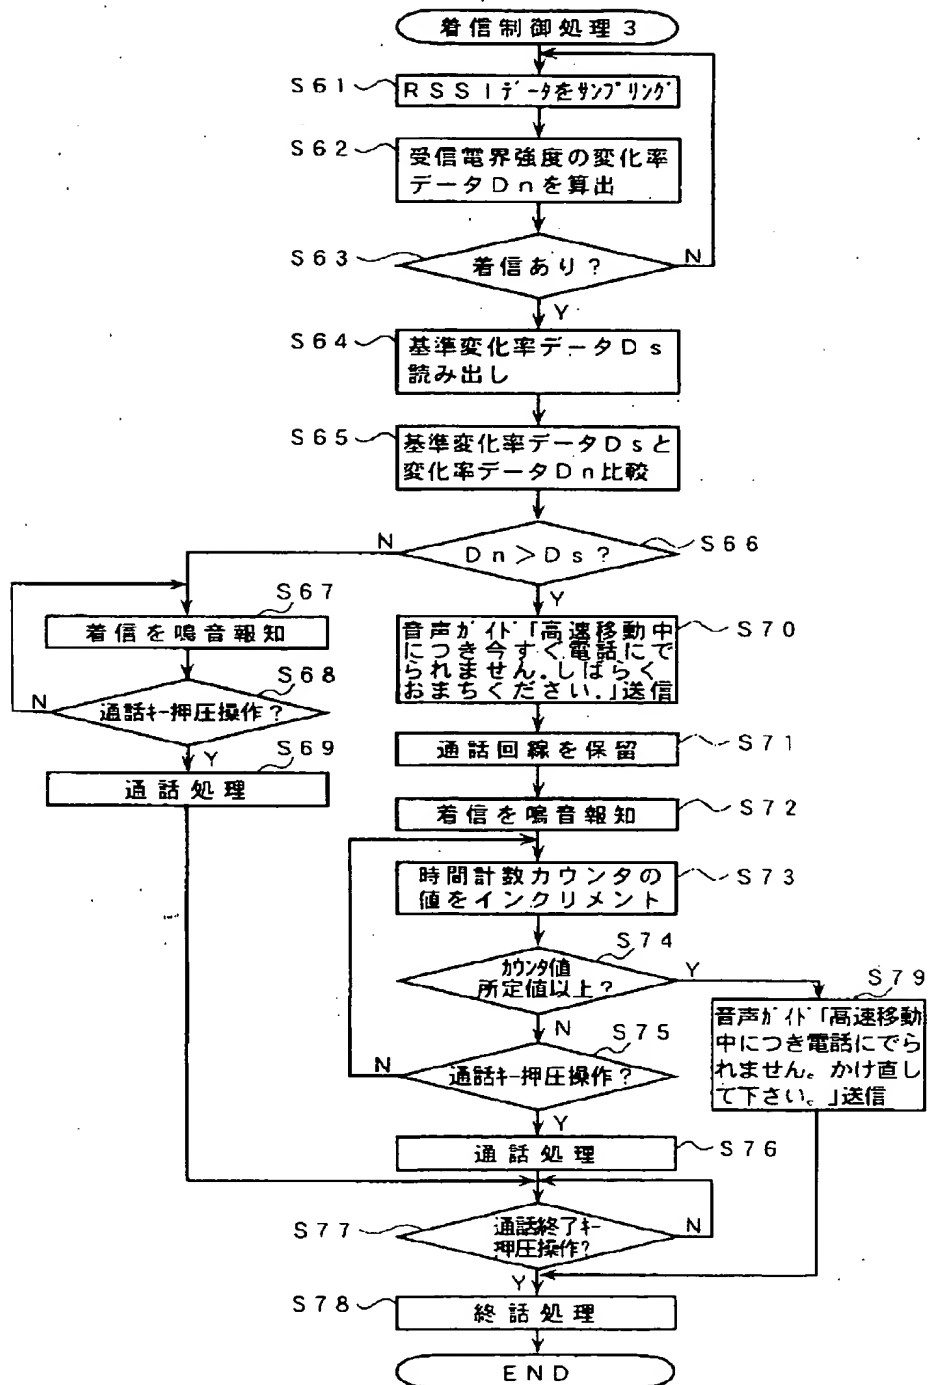 着信制御処理3
S61
RSSIデータをサンプリング
S62
受信電界強度の変化率
データDnを算出
S63
着信あり?
N
Y
S64
基準変化率データDs
読み出し
S65
基準変化率データDsと
変化率データDn比較
S66
Dn>Ds?
N
Y
S67
着信を鳴音報知
S68
通話キー押圧操作?
N
Y
S69
通話処理
S70
音声ガイド「高速移動中
につき今すぐ電話にで
られません.しばらく
おまちください.」送信
S71
通話回線を保留
S72
着信を鳴音報知
S73
時間計数カウンタの
値をインクリメント
S74
カウンタ値
所定値以上?
Y
N
S75
通話キー押圧操作?
N
Y
S79
音声ガイド「高速移動
中につき電話にでら
れません。かけ直し
て下さい。」送信
S76
通話処理
S77
通話終了キー
押圧操作?
N
Y
S78
終話処理
END